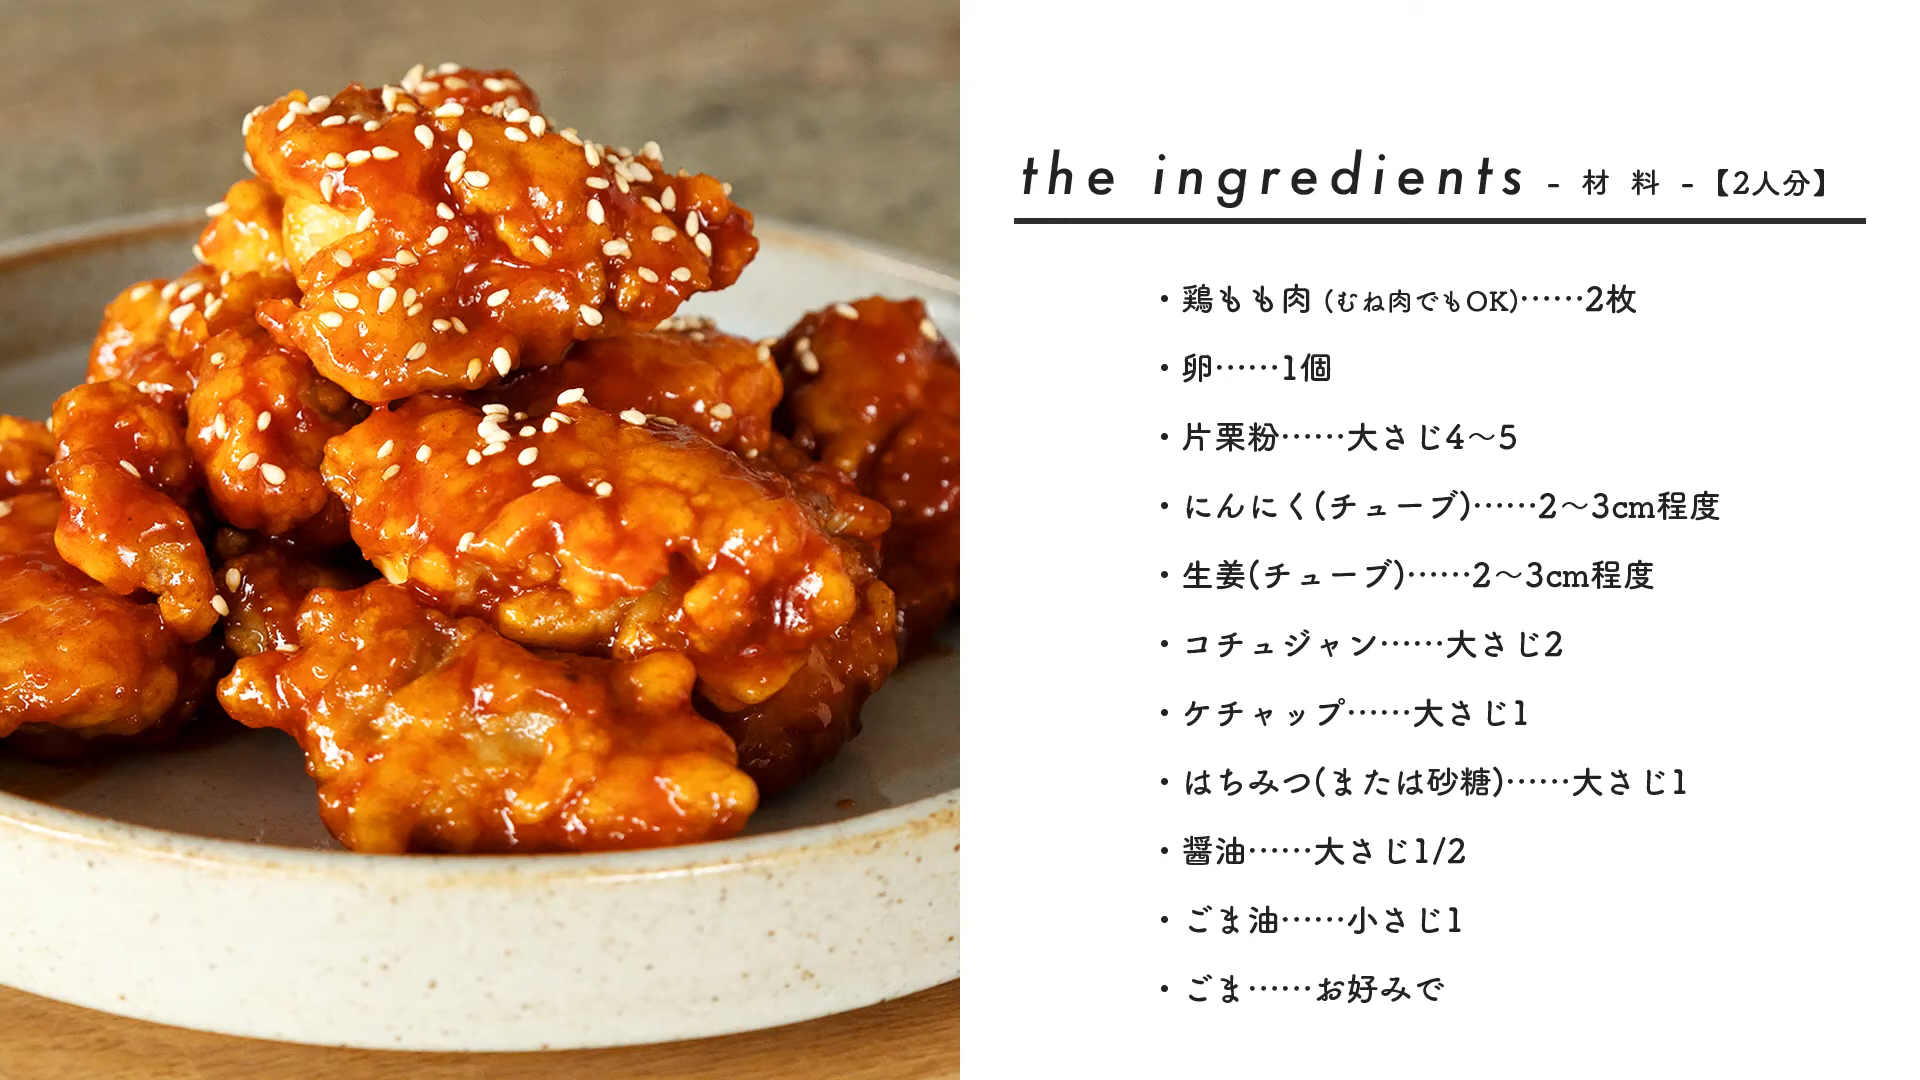 the ingredients - 材 料 -【2人分】
・鶏もも肉 (むね肉でもOK)……2枚
・卵……1個
・片栗粉……大さじ4〜5
・にんにく(チューブ)……2〜3cm程度
・生姜(チューブ)……2〜3cm程度
・コチュジャン……大さじ2
・ケチャップ……大さじ1
・はちみつ(または砂糖)……大さじ1
・醤油……大さじ1/2
・ごま油……小さじ1
・ごま……お好みで